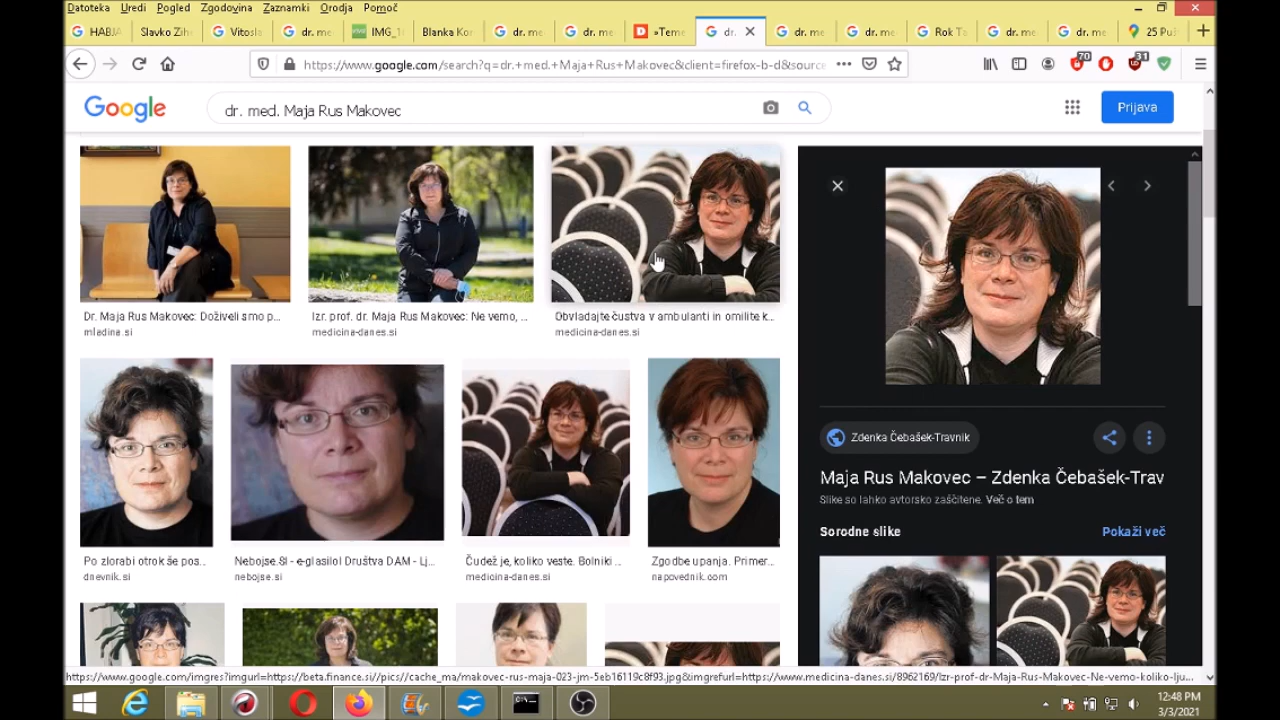 Datoteka Uredi Pogled Zgodovina Zaznamki Orodja Pomoč
HABJ Slavko Zih Vitosla dr. me IMG_1 Blanka Kor dr. me dr. me »Teme dr. dr. me dr. me Rok T dr. me dr. me 25 Pu
https://www.google.com/search?q=dr.+med.+Maja+Rus+Makovec&client=firefox-b-d&source
70
31
Google
dr. med. Maja Rus Makovec
Prijava
Dr. Maja Rus Makovec: Doživeli smo p...
mladina.si
Izr. prof. dr. Maja Rus Makovec: Ne vemo, ...
medicina-danes.si
Obvladajte čustva v ambulanti in omilite k...
medicina-danes.si
Zdenka Čebašek-Travnik
Maja Rus Makovec – Zdenka Čebašek-Trav
Slike so lahko avtorsko zaščitene. Več o tem
Sorodne slike
Pokaži več
Po zlorabi otrok še pos...
dnevnik.si
Nebojse.SI - e-glasilo! Društva DAM - Lj...
nebojse.si
Čudež je, koliko veste. Bolniki ...
medicina-danes.si
Zgodbe upanja. Primer...
napovednik.com
https://www.google.com/imgres?imgurl=https://beta.finance.si//pics//cache_ma/makovec-rus-maja-023-jm-5eb16119c8f93.jpg&imgrefurl=https://www.medicina-danes.si/8962169/Izr-prof-dr-Maja-Rus-Makovec-Ne-vemo-koliko-lju...
12:48 PM
3/3/2021